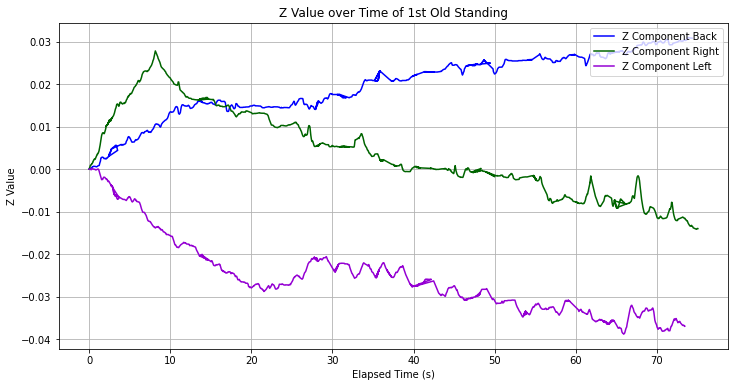 Z Value over Time of 1st Old Standing
Z Component Back
Z Component Right
Z Component Left
Z Value
0.03
0.02
0.01
0.00
−0.01
−0.02
−0.03
−0.04
0 10 20 30 40 50 60 70
Elapsed Time (s)